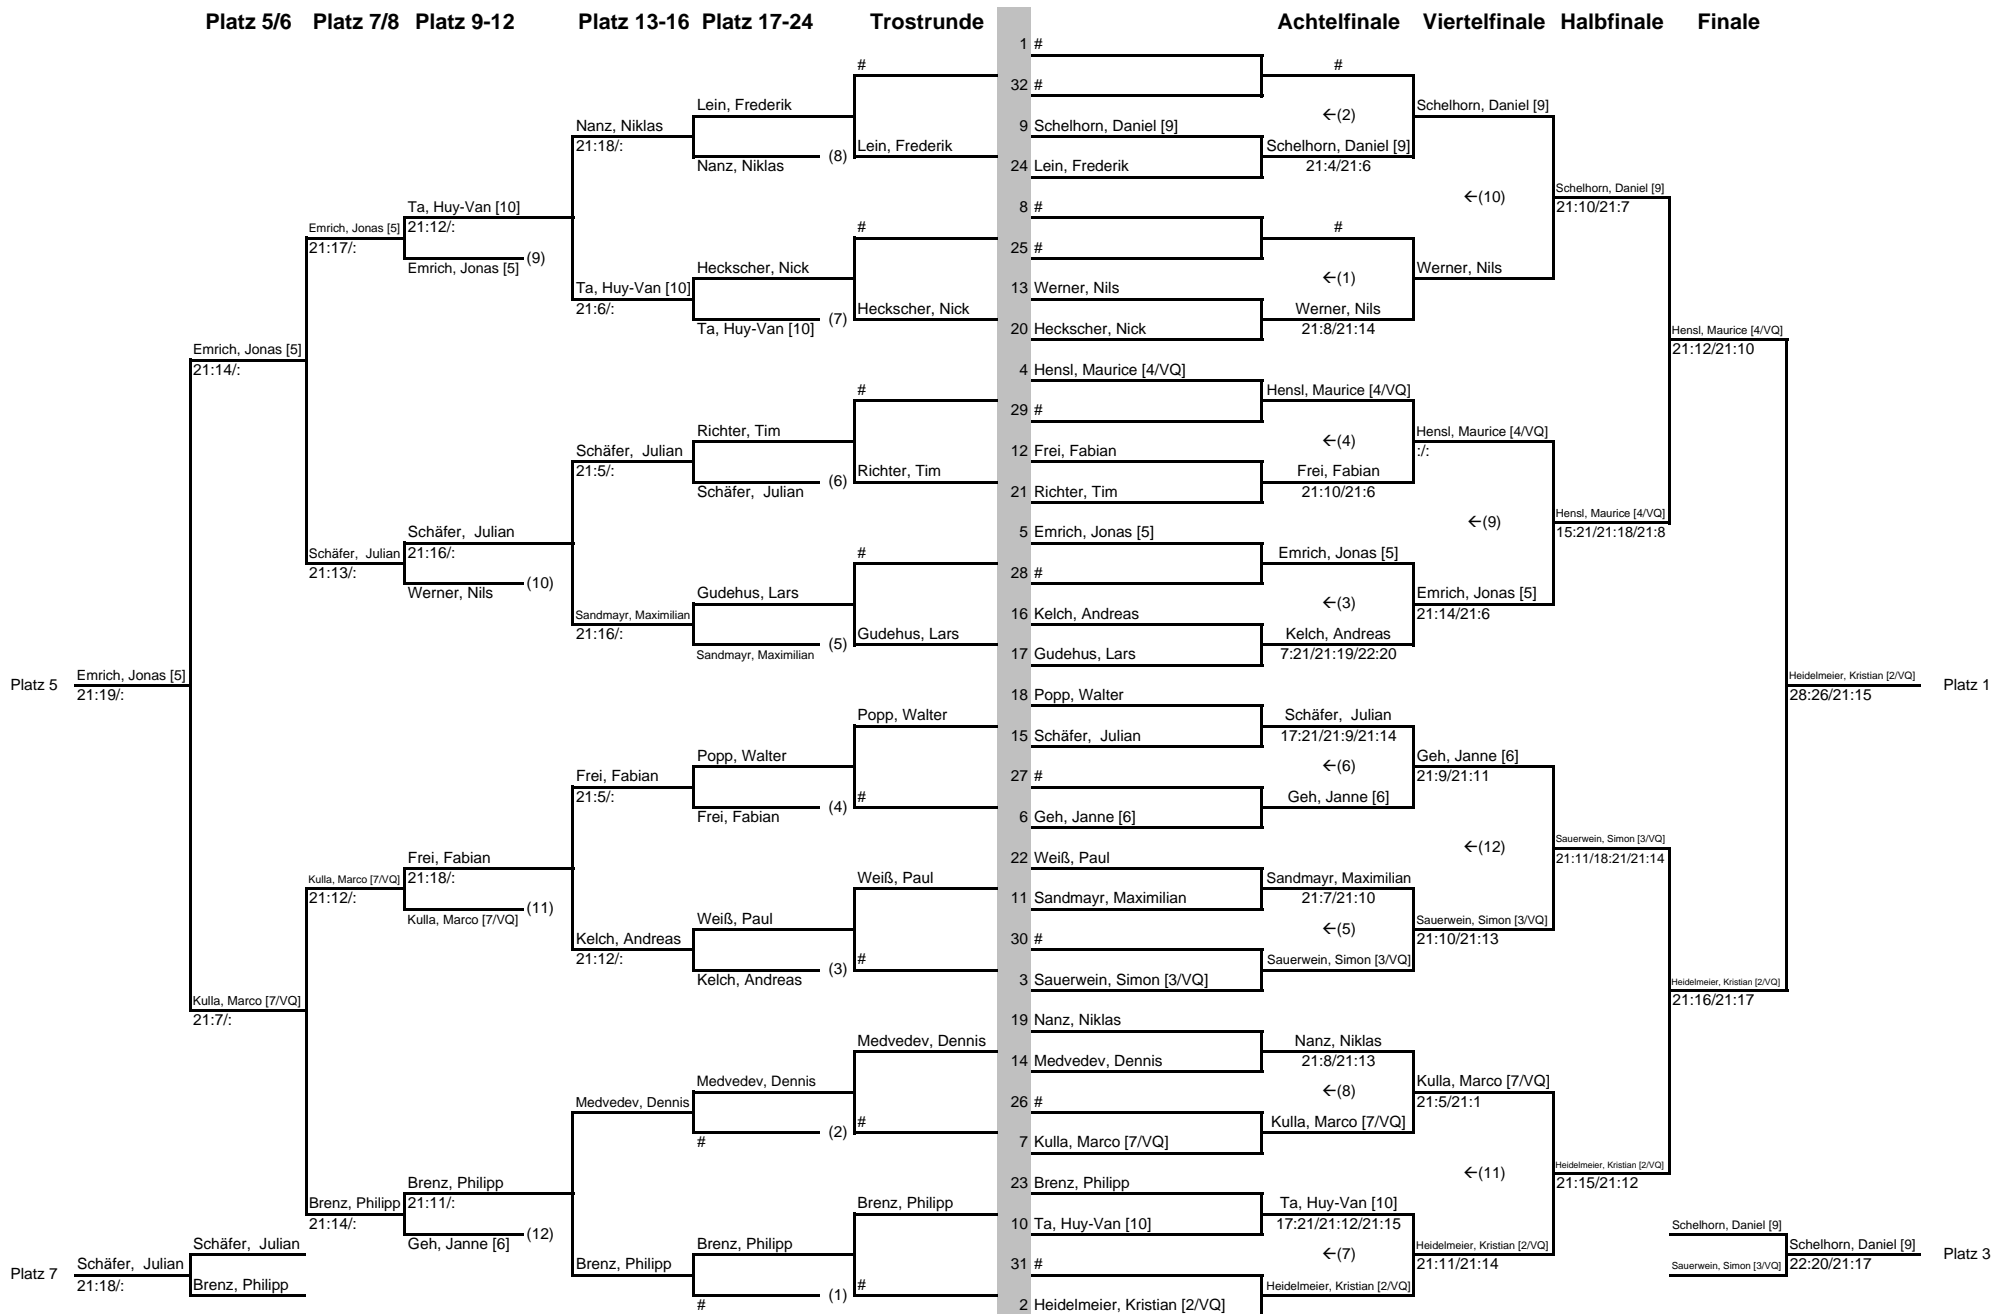 Platz 5/6 Platz 7/8 Platz 9-12 Platz 13-16 Platz 17-24 Trostrunde Achtelfinale Viertelfinale Halbfinale Finale
1 #
# #
32 #
Lein, Frederik Schelhorn, Daniel [9]
←(2)
Nanz, Niklas 9 Schelhorn, Daniel [9]
21:18/: Lein, Frederik Schelhorn, Daniel [9]
(8)
Nanz, Niklas 24 Lein, Frederik 21:4/21:6
Schelhorn, Daniel [9]
Ta, Huy-Van [10] 8 # ←(10) 21:10/21:7
Emrich, Jonas [5] 21:12/: # #
21:17/: 25 #
Emrich, Jonas [5] (9) Heckscher, Nick Werner, Nils
←(1)
Ta, Huy-Van [10] 13 Werner, Nils
21:6/: Heckscher, Nick Werner, Nils
Ta, Huy-Van [10] (7) 20 Heckscher, Nick 21:8/21:14
Hensl, Maurice [4/VQ]
Emrich, Jonas [5] 21:12/21:10
21:14/: 4 Hensl, Maurice [4/VQ]
# Hensl, Maurice [4/VQ]
29 #
Richter, Tim Hensl, Maurice [4/VQ]
←(4) :/:
Schäfer, Julian 12 Frei, Fabian
21:5/: Richter, Tim Frei, Fabian
Schäfer, Julian (6) 21 Richter, Tim 21:10/21:6
Hensl, Maurice [4/VQ]
Schäfer, Julian 5 Emrich, Jonas [5] ←(9) 15:21/21:18/21:8
Schäfer, Julian 21:16/: # Emrich, Jonas [5]
21:13/: 28 #
Werner, Nils (10) Gudehus, Lars Emrich, Jonas [5]
←(3) 21:14/21:6
Sandmayr, Maximilian 16 Kelch, Andreas
21:16/: Gudehus, Lars Kelch, Andreas
Sandmayr, Maximilian (5) 17 Gudehus, Lars 7:21/21:19/22:20
Platz 5 Emrich, Jonas [5] Heidelmeier, Kristian [2/VQ] Platz 1
21:19/: 28:26/21:15
18 Popp, Walter
Popp, Walter Schäfer, Julian
15 Schäfer, Julian 17:21/21:9/21:14
Popp, Walter Geh, Janne [6]
←(6) 21:9/21:11
Frei, Fabian 27 #
21:5/: # Geh, Janne [6]
Frei, Fabian (4) 6 Geh, Janne [6]
Sauerwein, Simon [3/VQ]
Frei, Fabian 22 Weiß, Paul ←(12) 21:11/18:21/21:14
Kulla, Marco [7/VQ] 21:18/: Weiß, Paul Sandmayr, Maximilian
21:12/: 11 Sandmayr, Maximilian 21:7/21:10
Kulla, Marco [7/VQ] (11) Weiß, Paul Sauerwein, Simon [3/VQ]
←(5) 21:10/21:13
Kelch, Andreas 30 #
21:12/: # Sauerwein, Simon [3/VQ]
Kelch, Andreas (3) 3 Sauerwein, Simon [3/VQ]
Kulla, Marco [7/VQ] Heidelmeier, Kristian [2/VQ]
21:7/: 21:16/21:17
19 Nanz, Niklas
Medvedev, Dennis Nanz, Niklas
14 Medvedev, Dennis 21:8/21:13
Medvedev, Dennis Kulla, Marco [7/VQ]
←(8) 21:5/21:1
Medvedev, Dennis 26 #
# Kulla, Marco [7/VQ]
# (2) 7 Kulla, Marco [7/VQ]
Heidelmeier, Kristian [2/VQ]
Brenz, Philipp 23 Brenz, Philipp ←(11) 21:15/21:12
Brenz, Philipp 21:11/: Brenz, Philipp Ta, Huy-Van [10]
21:14/: 10 Ta, Huy-Van [10] 17:21/21:12/21:15 Schelhorn, Daniel [9]
Geh, Janne [6] (12)
Schäfer, Julian Brenz, Philipp Heidelmeier, Kristian [2/VQ] Schelhorn, Daniel [9]
Platz 7 Schäfer, Julian Brenz, Philipp 31 # ←(7) 21:11/21:14 Sauerwein, Simon [3/VQ] 22:20/21:17 Platz 3
21:18/: Brenz, Philipp # Heidelmeier, Kristian [2/VQ]
# (1) 2 Heidelmeier, Kristian [2/VQ]